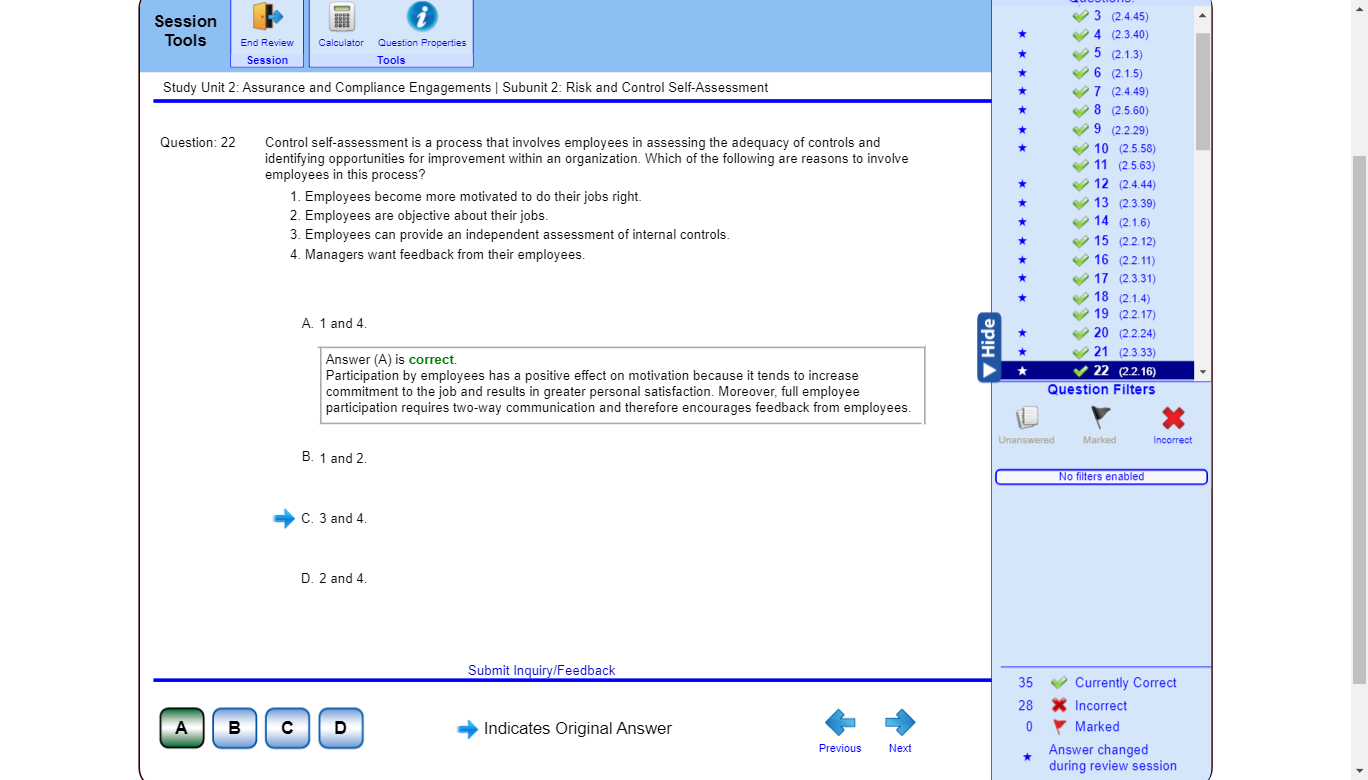 Session
Tools
End Review
Session
Calculator
Question Properties
Tools
Study Unit 2: Assurance and Compliance Engagements | Subunit 2: Risk and Control Self-Assessment
Question: 22
Control self-assessment is a process that involves employees in assessing the adequacy of controls and
identifying opportunities for improvement within an organization. Which of the following are reasons to involve
employees in this process?
1. Employees become more motivated to do their jobs right.
2. Employees are objective about their jobs.
3. Employees can provide an independent assessment of internal controls.
4. Managers want feedback from their employees.
A. 1 and 4.
Answer (A) is correct.
Participation by employees has a positive effect on motivation because it tends to increase
commitment to the job and results in greater personal satisfaction. Moreover, full employee
participation requires two-way communication and therefore encourages feedback from employees.
B. 1 and 2.
C. 3 and 4.
D. 2 and 4.
Submit Inquiry/Feedback
A
B
C
D
Indicates Original Answer
Previous
Next
Questions:
3 (2.4.45)
4 (2.3.40)
5 (2.1.3)
6 (2.1.5)
7 (2.4.49)
8 (2.5.60)
9 (2.2.29)
10 (2.5.58)
11 (2.5.63)
12 (2.4.44)
13 (2.3.39)
14 (2.1.6)
15 (2.2.12)
16 (2.2.11)
17 (2.3.31)
18 (2.1.4)
19 (2.2.17)
20 (2.2.24)
21 (2.3.33)
22 (2.2.16)
Hide
Question Filters
Unanswered
Marked
Incorrect
No filters enabled
35 Currently Correct
28 Incorrect
0 Marked
Answer changed
during review session